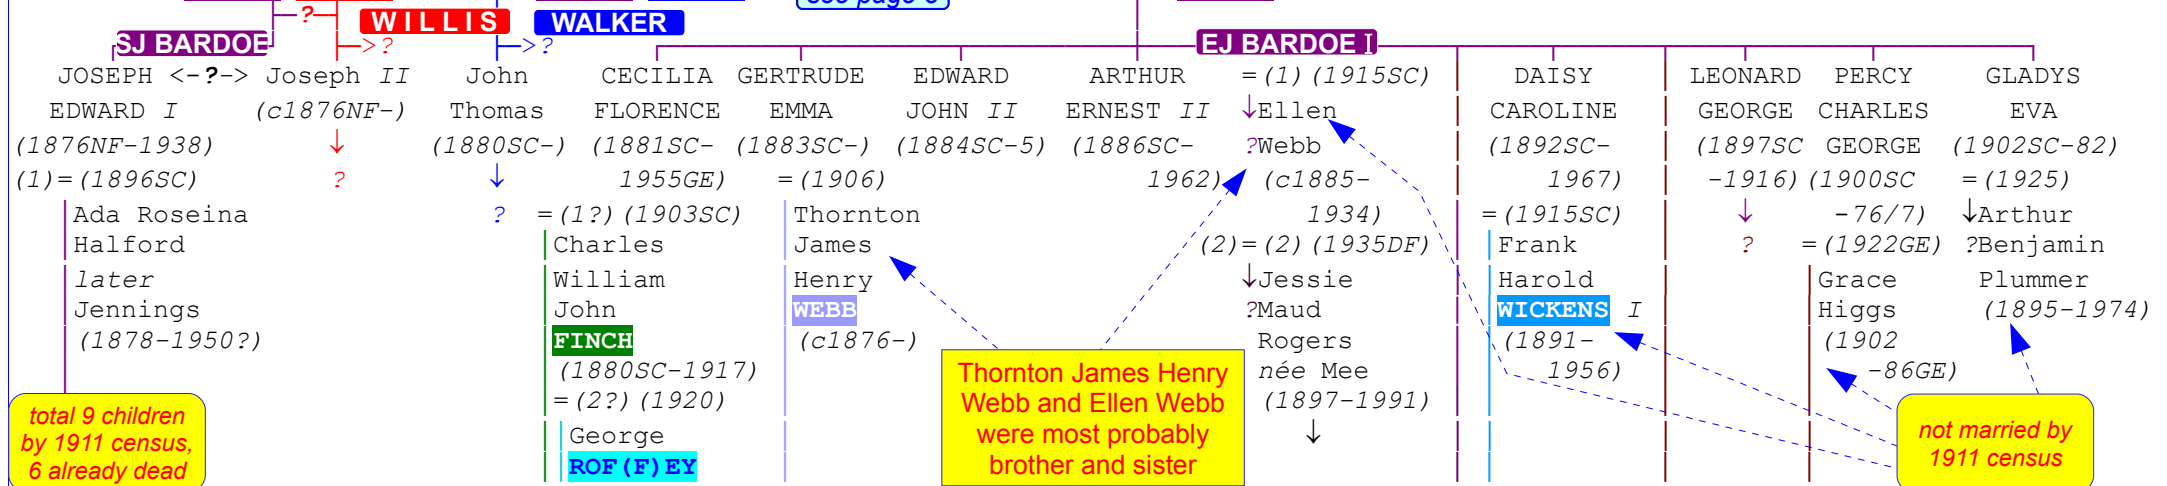 see page 8
?
WILLIS
WALKER
SJ BARDOE
->?
->?
EJ BARDOE I
JOSEPH <-?-> Joseph II
EDWARD I
(c1876NF-)
(1876NF-1938)
↓
?
(1)=(1896SC)
Ada Roseina
Halford
later
Jennings
(1878-1950?)
total 9 children
by 1911 census,
6 already dead
John
Thomas
(1880SC-)
↓
?
CECILIA
FLORENCE
(1881SC-
1955GE)
=(1?)(1903SC)
Charles
William
John
FINCH
(1880SC-1917)
=(2?)(1920)
George
ROF(F)EY
GERTRUDE
EMMA
(1883SC-)
=(1906)
Thornton
James
Henry
WEBB
(c1876-)
EDWARD
JOHN II
(1884SC-5)
ARTHUR
ERNEST II
(1886SC-
1962)
=(1)(1915SC)
↓Ellen
?Webb
(c1885-
1934)
(2)=(2)(1935DF)
↓Jessie
?Maud
Rogers
née Mee
(1897-1991)
↓
Thornton James Henry
Webb and Ellen Webb
were most probably
brother and sister
DAISY
CAROLINE
(1892SC-
1967)
=(1915SC)
Frank
Harold
WICKENS I
(1891-
1956)
LEONARD
GEORGE
(1897SC
-1916)
↓
?
PERCY
CHARLES
GEORGE
(1900SC
-76/7)
=(1922GE)
Grace
Higgs
(1902
-86GE)
GLADYS
EVA
(1902SC-82)
=(1925)
↓Arthur
?Benjamin
Plummer
(1895-1974)
not married by
1911 census